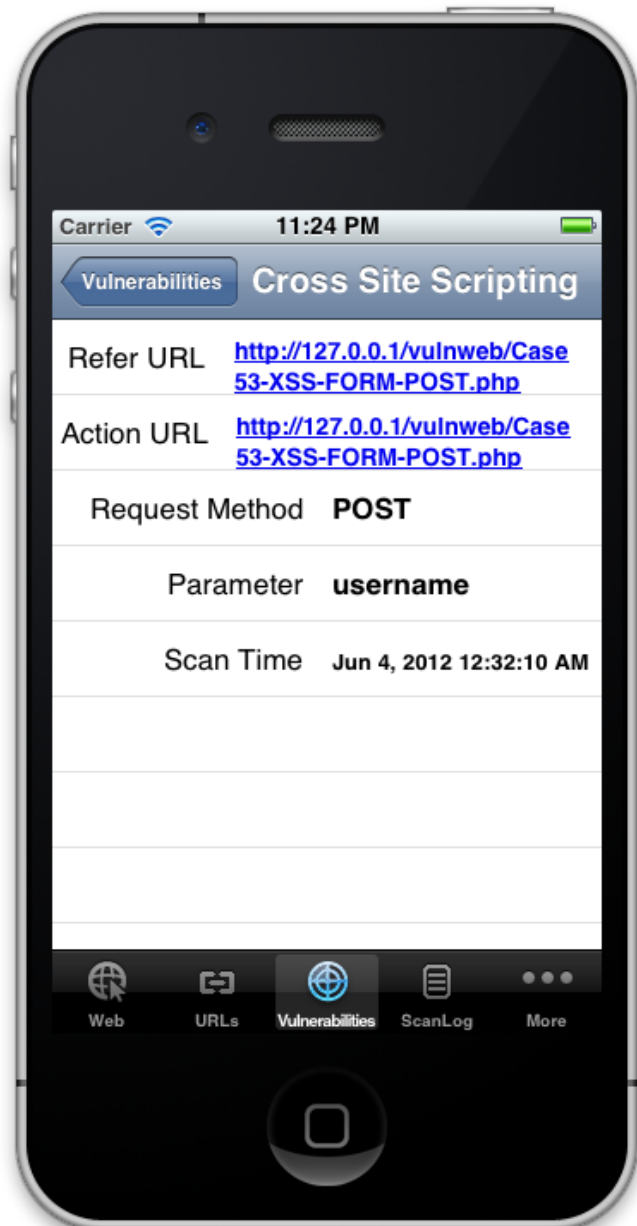 Carrier 11:24 PM
Vulnerabilities Cross Site Scripting
Refer URL http://127.0.0.1/vulnweb/Case
53-XSS-FORM-POST.php
Action URL http://127.0.0.1/vulnweb/Case
53-XSS-FORM-POST.php
Request Method POST
Parameter username
Scan Time Jun 4, 2012 12:32:10 AM
Web URLs Vulnerabilities ScanLog More